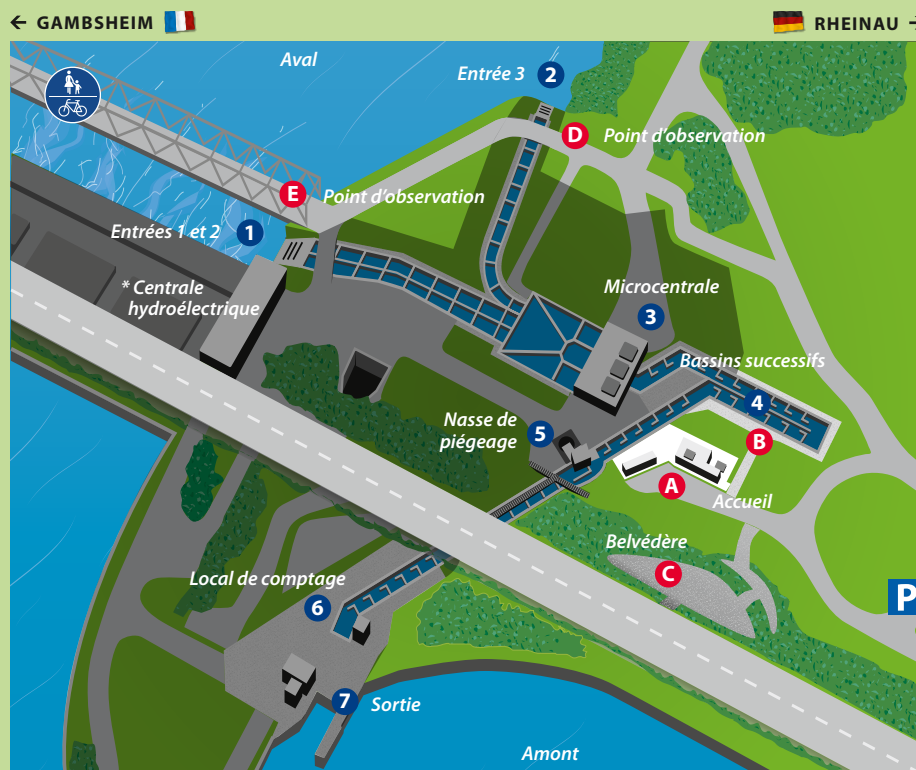 ← GAMBSHEIM
RHEINAU →
Aval
Entrée 3 2
D Point d'observation
E Point d'observation
Entrées 1 et 2 1
* Centrale
hydroélectrique
Microcentrale
3
Bassins successifs
4
Nasse de
piégeage
5
B
A
Accueil
Belvédère
C
P
Local de comptage
6
7 Sortie
Amont